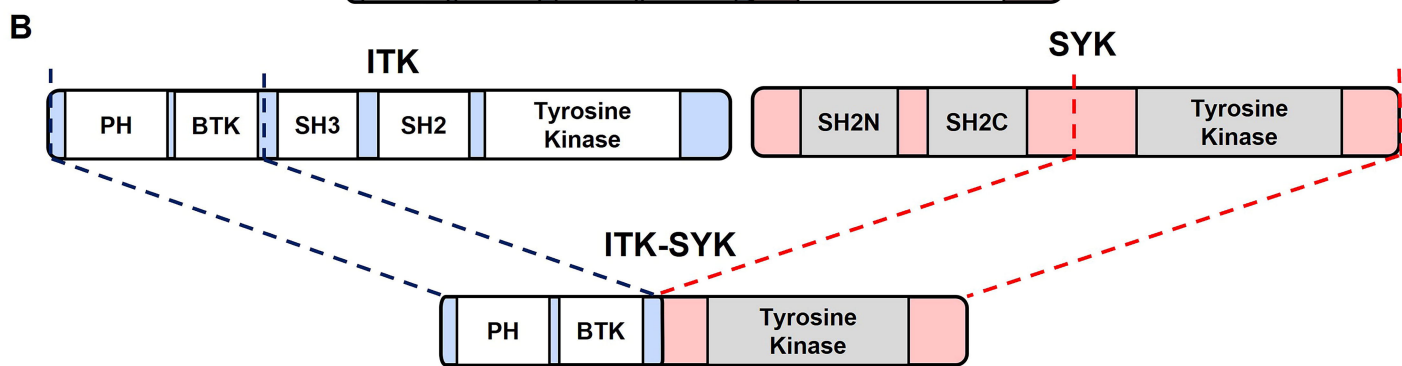 B
ITK
SYK
PH
BTK
SH3
SH2
Tyrosine
Kinase
SH2N
SH2C
Tyrosine
Kinase
ITK-SYK
PH
BTK
Tyrosine
Kinase